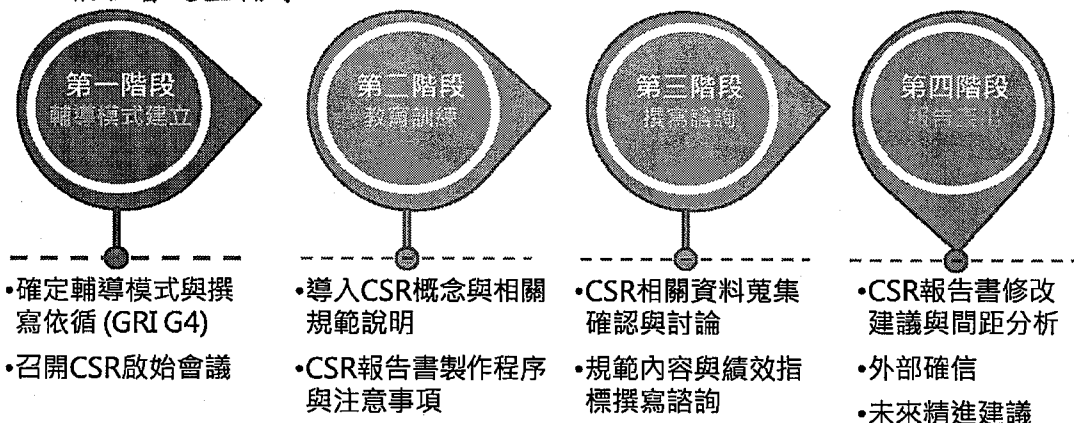 第一階段
輔導模式建立
第二階段
教育訓練
第三階段
撰寫諮詢
第四階段
•確定輔導模式與撰
寫依循 (GRI G4)
•召開CSR啟始會議
•導入CSR概念與相關
規範說明
•CSR報告書製作程序
與注意事項
•CSR相關資料蒐集
確認與討論
•規範內容與績效指
標撰寫諮詢
•CSR報告書修改
建議與間距分析
•外部確信
•未來精進建議